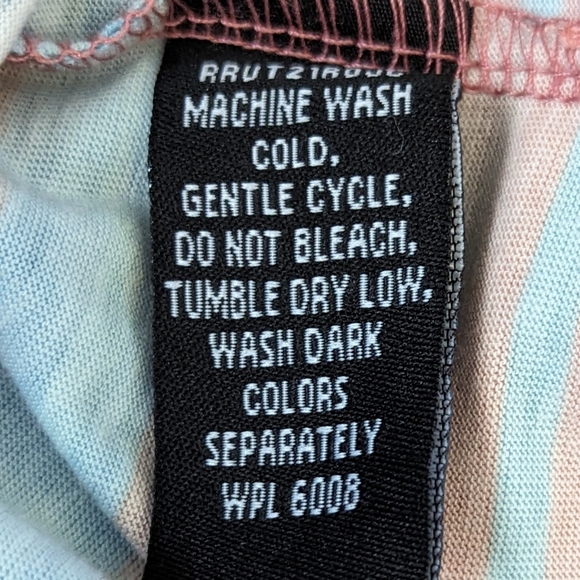 MACHINE WASH
COLD,
GENTLE CYCLE,
DO NOT BLEACH,
TUMBLE DRY LOW,
WASH DARK
COLORS
SEPARATELY
WPL 6008